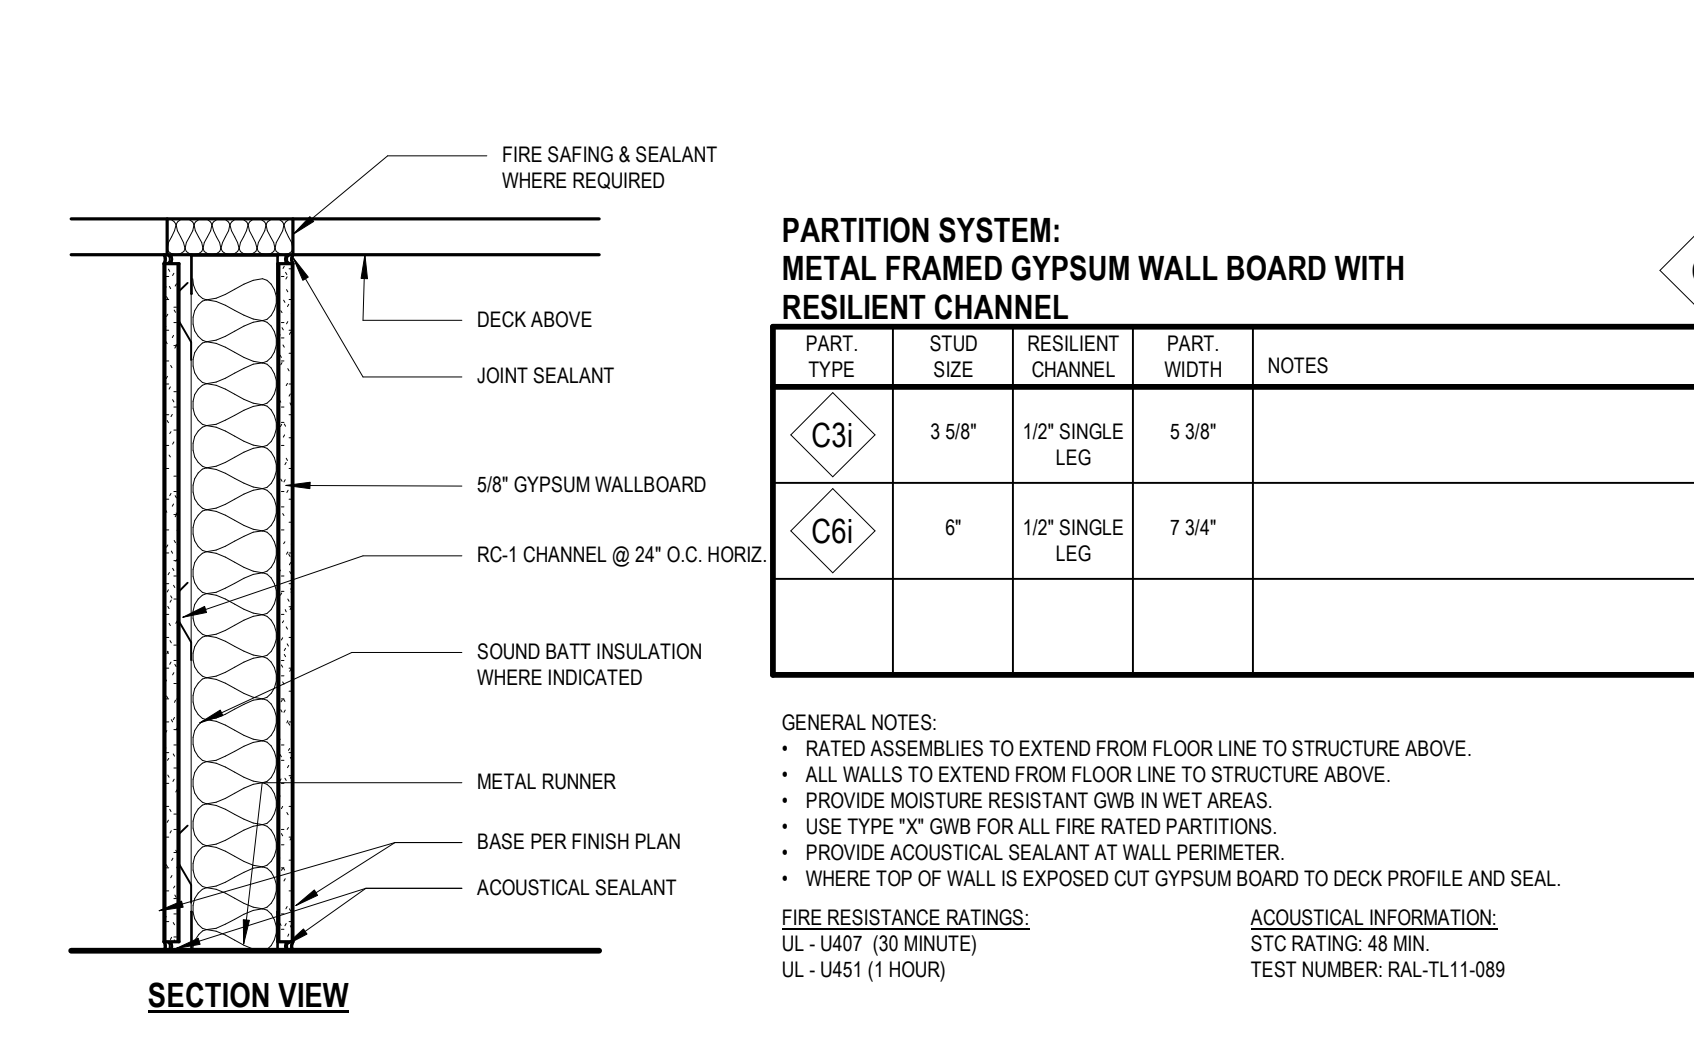 FIRE SAFING & SEALANT
WHERE REQUIRED
DECK ABOVE
JOINT SEALANT
5/8" GYPSUM WALLBOARD
RC-1 CHANNEL @ 24" O.C. HORIZ.
SOUND BATT INSULATION
WHERE INDICATED
METAL RUNNER
BASE PER FINISH PLAN
ACOUSTICAL SEALANT
SECTION VIEW
PARTITION SYSTEM:
METAL FRAMED GYPSUM WALL BOARD WITH
RESILIENT CHANNEL
PART. TYPE STUD SIZE RESILIENT CHANNEL PART. WIDTH NOTES
C3i 3 5/8" 1/2" SINGLE LEG 5 3/8"
C6i 6" 1/2" SINGLE LEG 7 3/4"
GENERAL NOTES:
• RATED ASSEMBLIES TO EXTEND FROM FLOOR LINE TO STRUCTURE ABOVE.
• ALL WALLS TO EXTEND FROM FLOOR LINE TO STRUCTURE ABOVE.
• PROVIDE MOISTURE RESISTANT GWB IN WET AREAS.
• USE TYPE "X" GWB FOR ALL FIRE RATED PARTITIONS.
• PROVIDE ACOUSTICAL SEALANT AT WALL PERIMETER.
• WHERE TOP OF WALL IS EXPOSED CUT GYPSUM BOARD TO DECK PROFILE AND SEAL.
FIRE RESISTANCE RATINGS:
UL - U407 (30 MINUTE)
UL - U451 (1 HOUR)
ACOUSTICAL INFORMATION:
STC RATING: 48 MIN.
TEST NUMBER: RAL-TL11-089